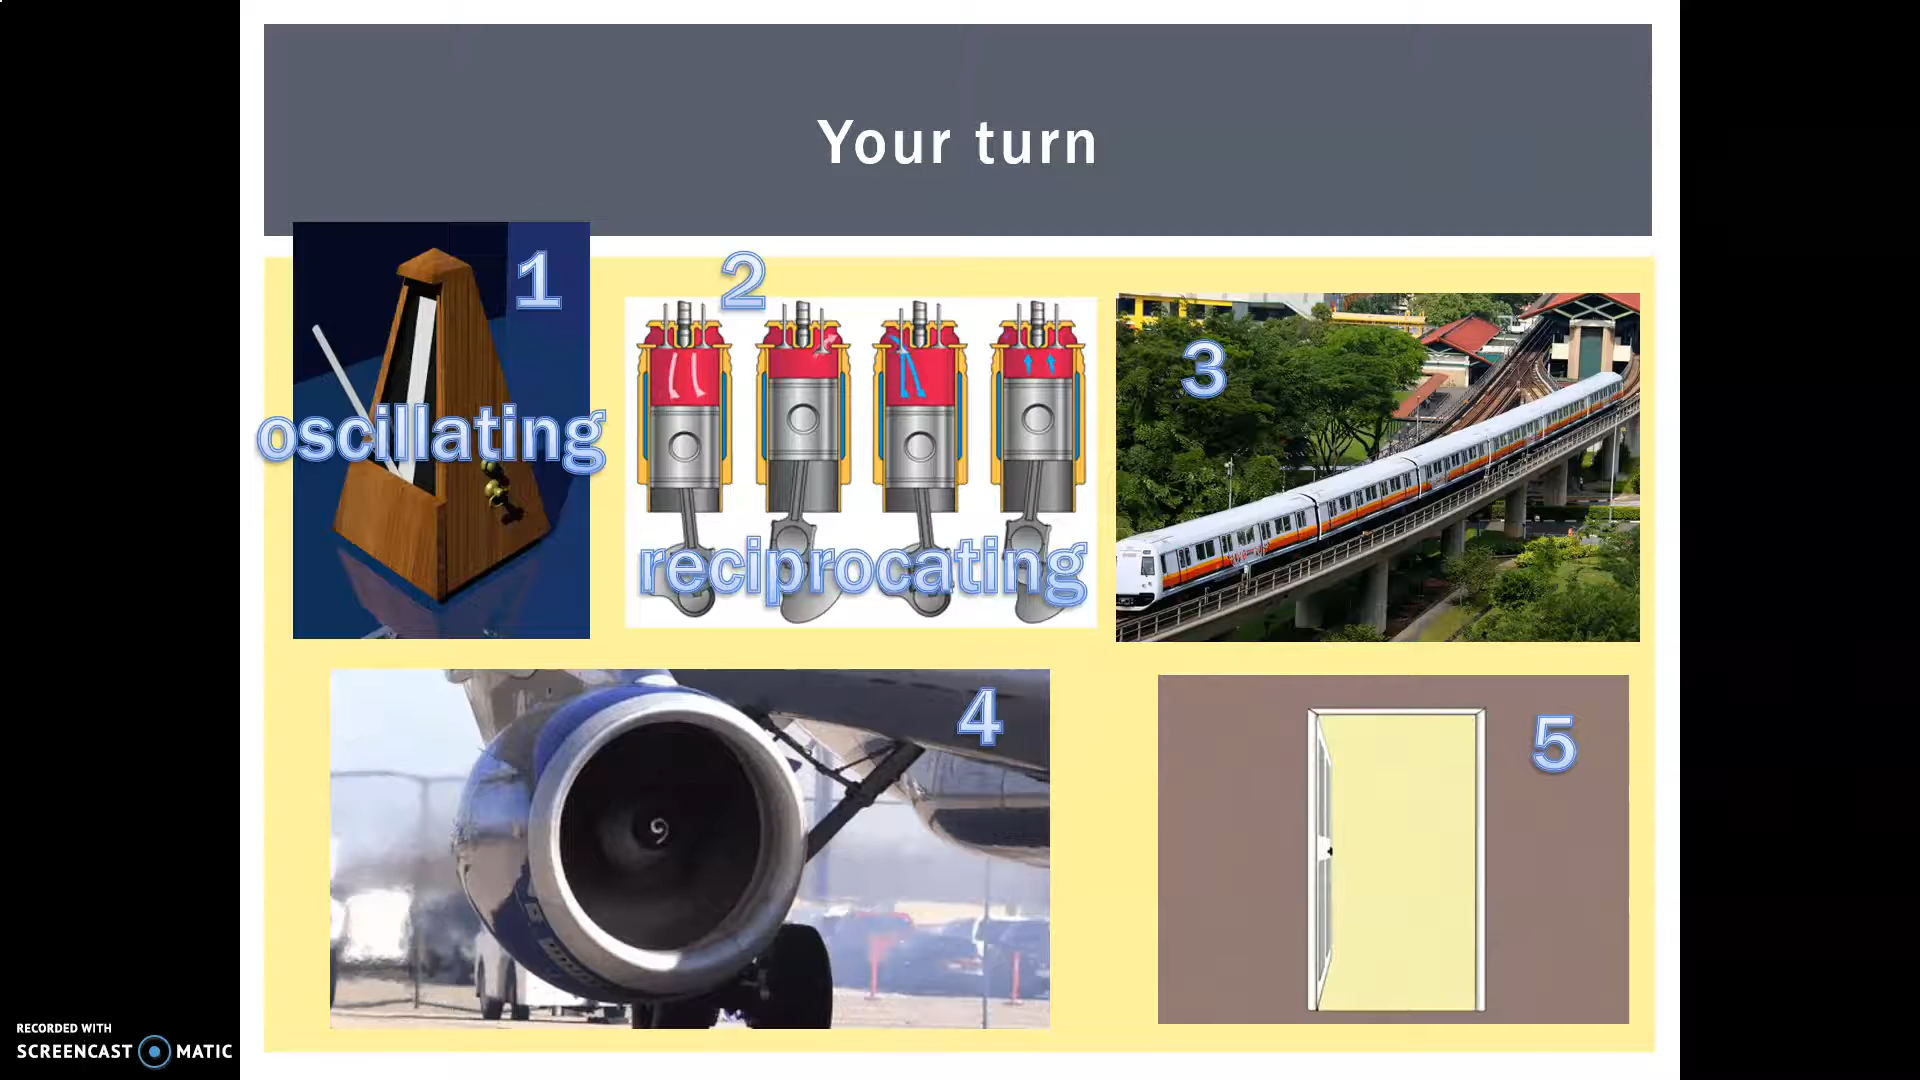 Your turn
1
2
3
oscillating
reciprocating
4
5
RECORDED WITH
SCREENCAST MATIC